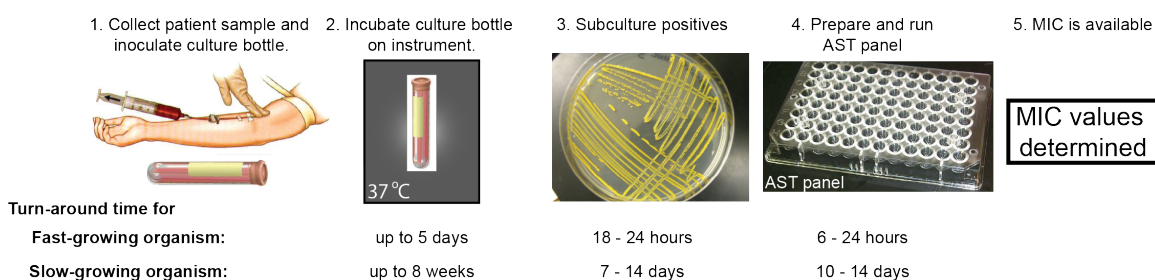 1. Collect patient sample and
inoculate culture bottle.
2. Incubate culture bottle
on instrument.
3. Subculture positives
4. Prepare and run
AST panel
5. MIC is available
37 °C
AST panel
MIC values
determined
Turn-around time for
Fast-growing organism: up to 5 days 18 - 24 hours 6 - 24 hours
Slow-growing organism: up to 8 weeks 7 - 14 days 10 - 14 days